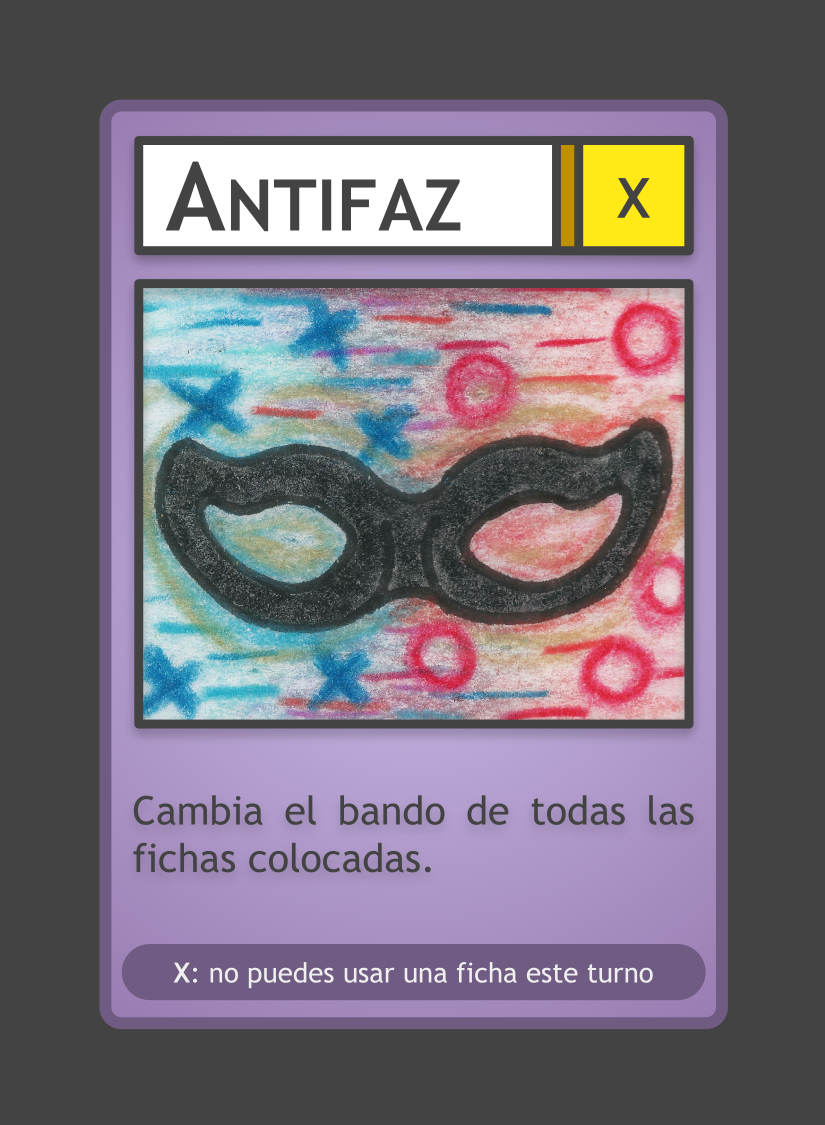 ANTIFAZ
X
Cambia el bando de todas las
fichas colocadas.
X: no puedes usar una ficha este turno